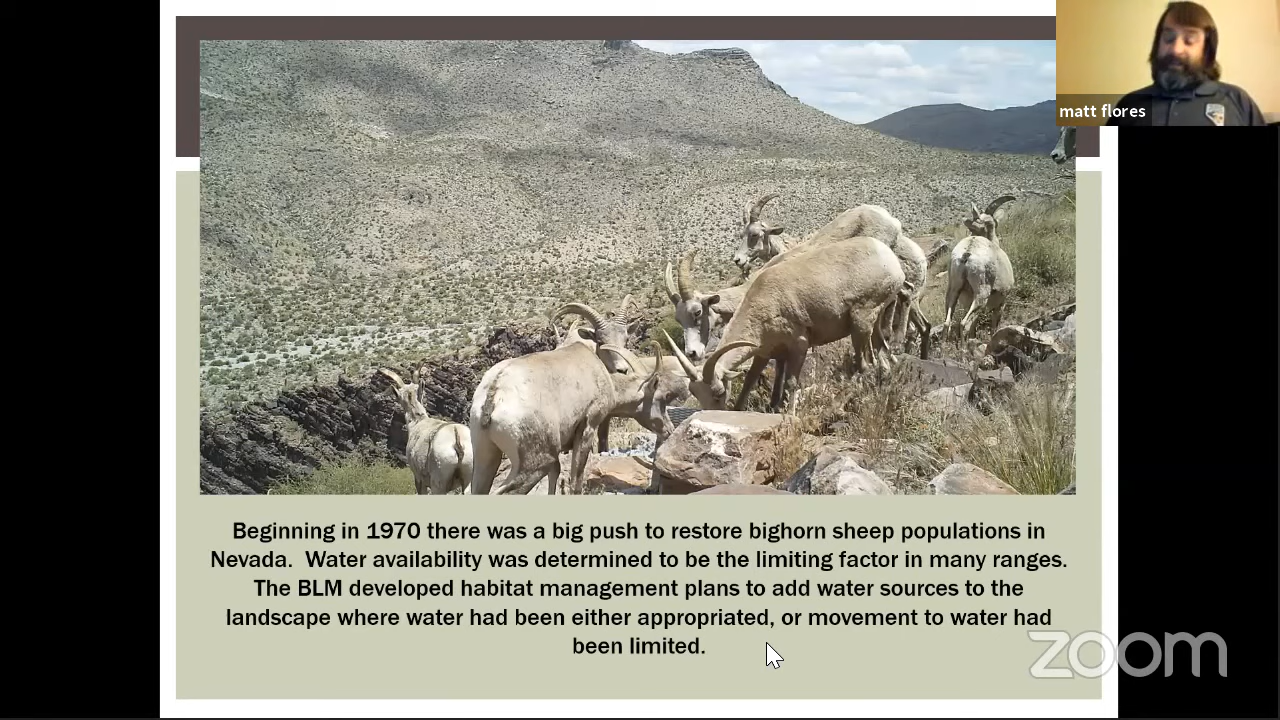 matt flores
Beginning in 1970 there was a big push to restore bighorn sheep populations in
Nevada.  Water availability was determined to be the limiting factor in many ranges.
The BLM developed habitat management plans to add water sources to the
landscape where water had been either appropriated, or movement to water had
been limited.
zoom